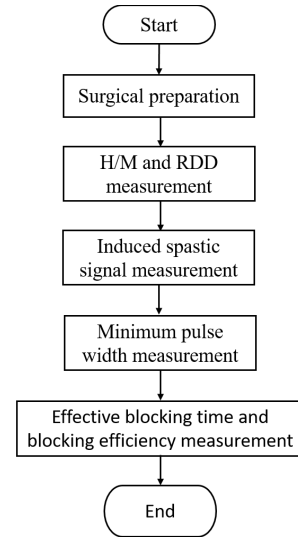 Start
Surgical preparation
H/M and RDD
measurement
Induced spastic
signal measurement
Minimum pulse
width measurement
Effective blocking time and
blocking efficiency measurement
End